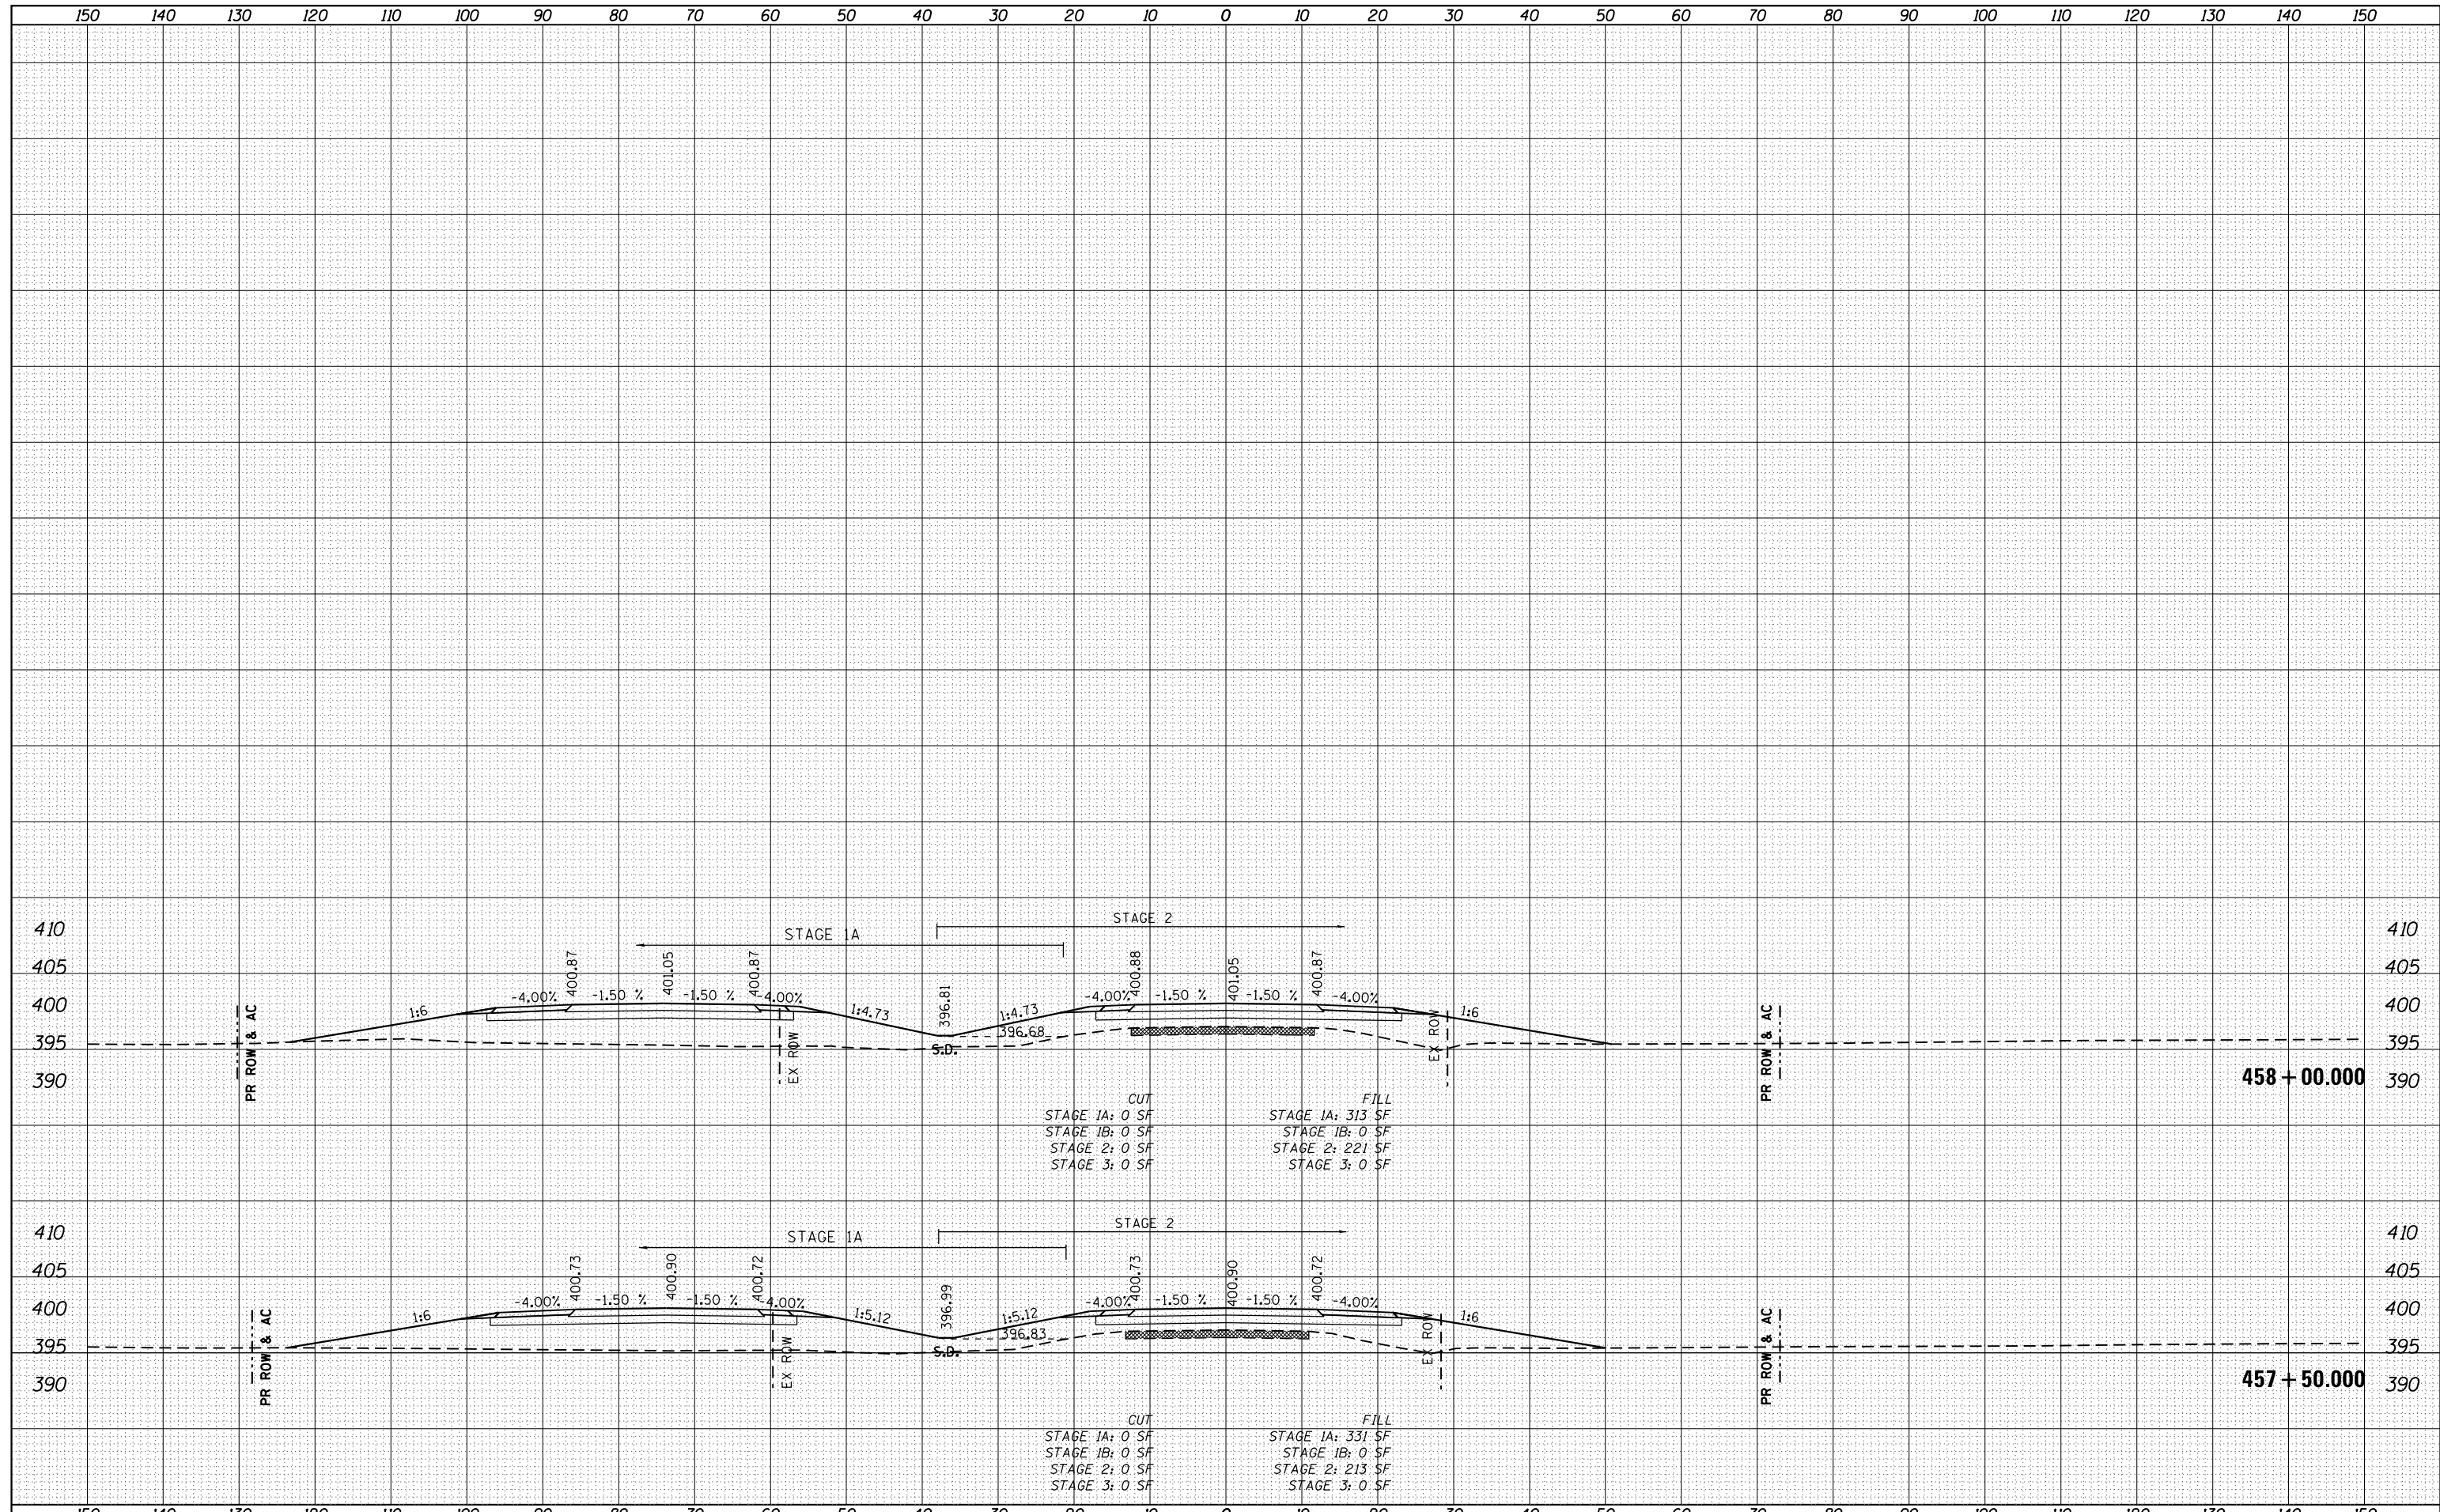 150 140 130 120 110 100 90 80 70 60 50 40 30 20 10 0 10 20 30 40 50 60 70 80 90 100 110 120 130 140 150
STAGE 2
410 410
STAGE 1A
405 400.87 401.05 400.87 396.81 400.88 401.05 400.87 405
400 -4.00% -1.50 % -1.50 % -4.00% -4.00% -1.50 % -1.50 % -4.00% 400
1:6 1:4.73 1:4.73 1:6
396.68
395 PR ROW & AC EX ROW S.D. EX ROW PR ROW & AC 395
390 458+00.000 390
CUT FILL
STAGE 1A: 0 SF STAGE 1A: 313 SF
STAGE 1B: 0 SF STAGE 1B: 0 SF
STAGE 2: 0 SF STAGE 2: 221 SF
STAGE 3: 0 SF STAGE 3: 0 SF
STAGE 2
410 410
STAGE 1A
405 400.73 400.90 400.72 396.99 400.73 400.90 400.72 405
400 -4.00% -1.50 % -1.50 % -4.00% -4.00% -1.50 % -1.50 % -4.00% 400
1:6 1:5.12 1:5.12 1:6
396.83
395 PR ROW & AC EX ROW S.D. EX ROW PR ROW & AC 395
390 457+50.000 390
CUT FILL
STAGE 1A: 0 SF STAGE 1A: 331 SF
STAGE 1B: 0 SF STAGE 1B: 0 SF
STAGE 2: 0 SF STAGE 2: 213 SF
STAGE 3: 0 SF STAGE 3: 0 SF